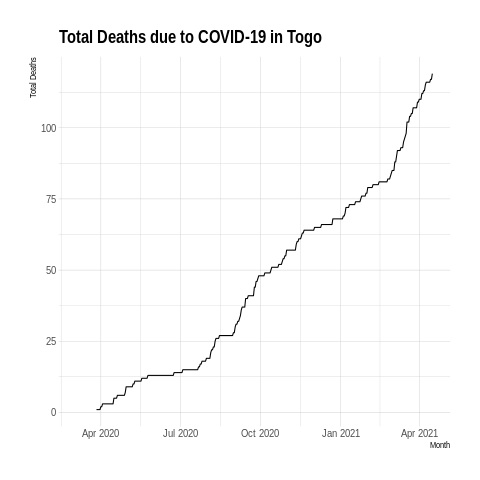 Total Deaths due to COVID-19 in Togo
Total Deaths
100
75
50
25
0
Apr 2020 Jul 2020 Oct 2020 Jan 2021 Apr 2021
Month